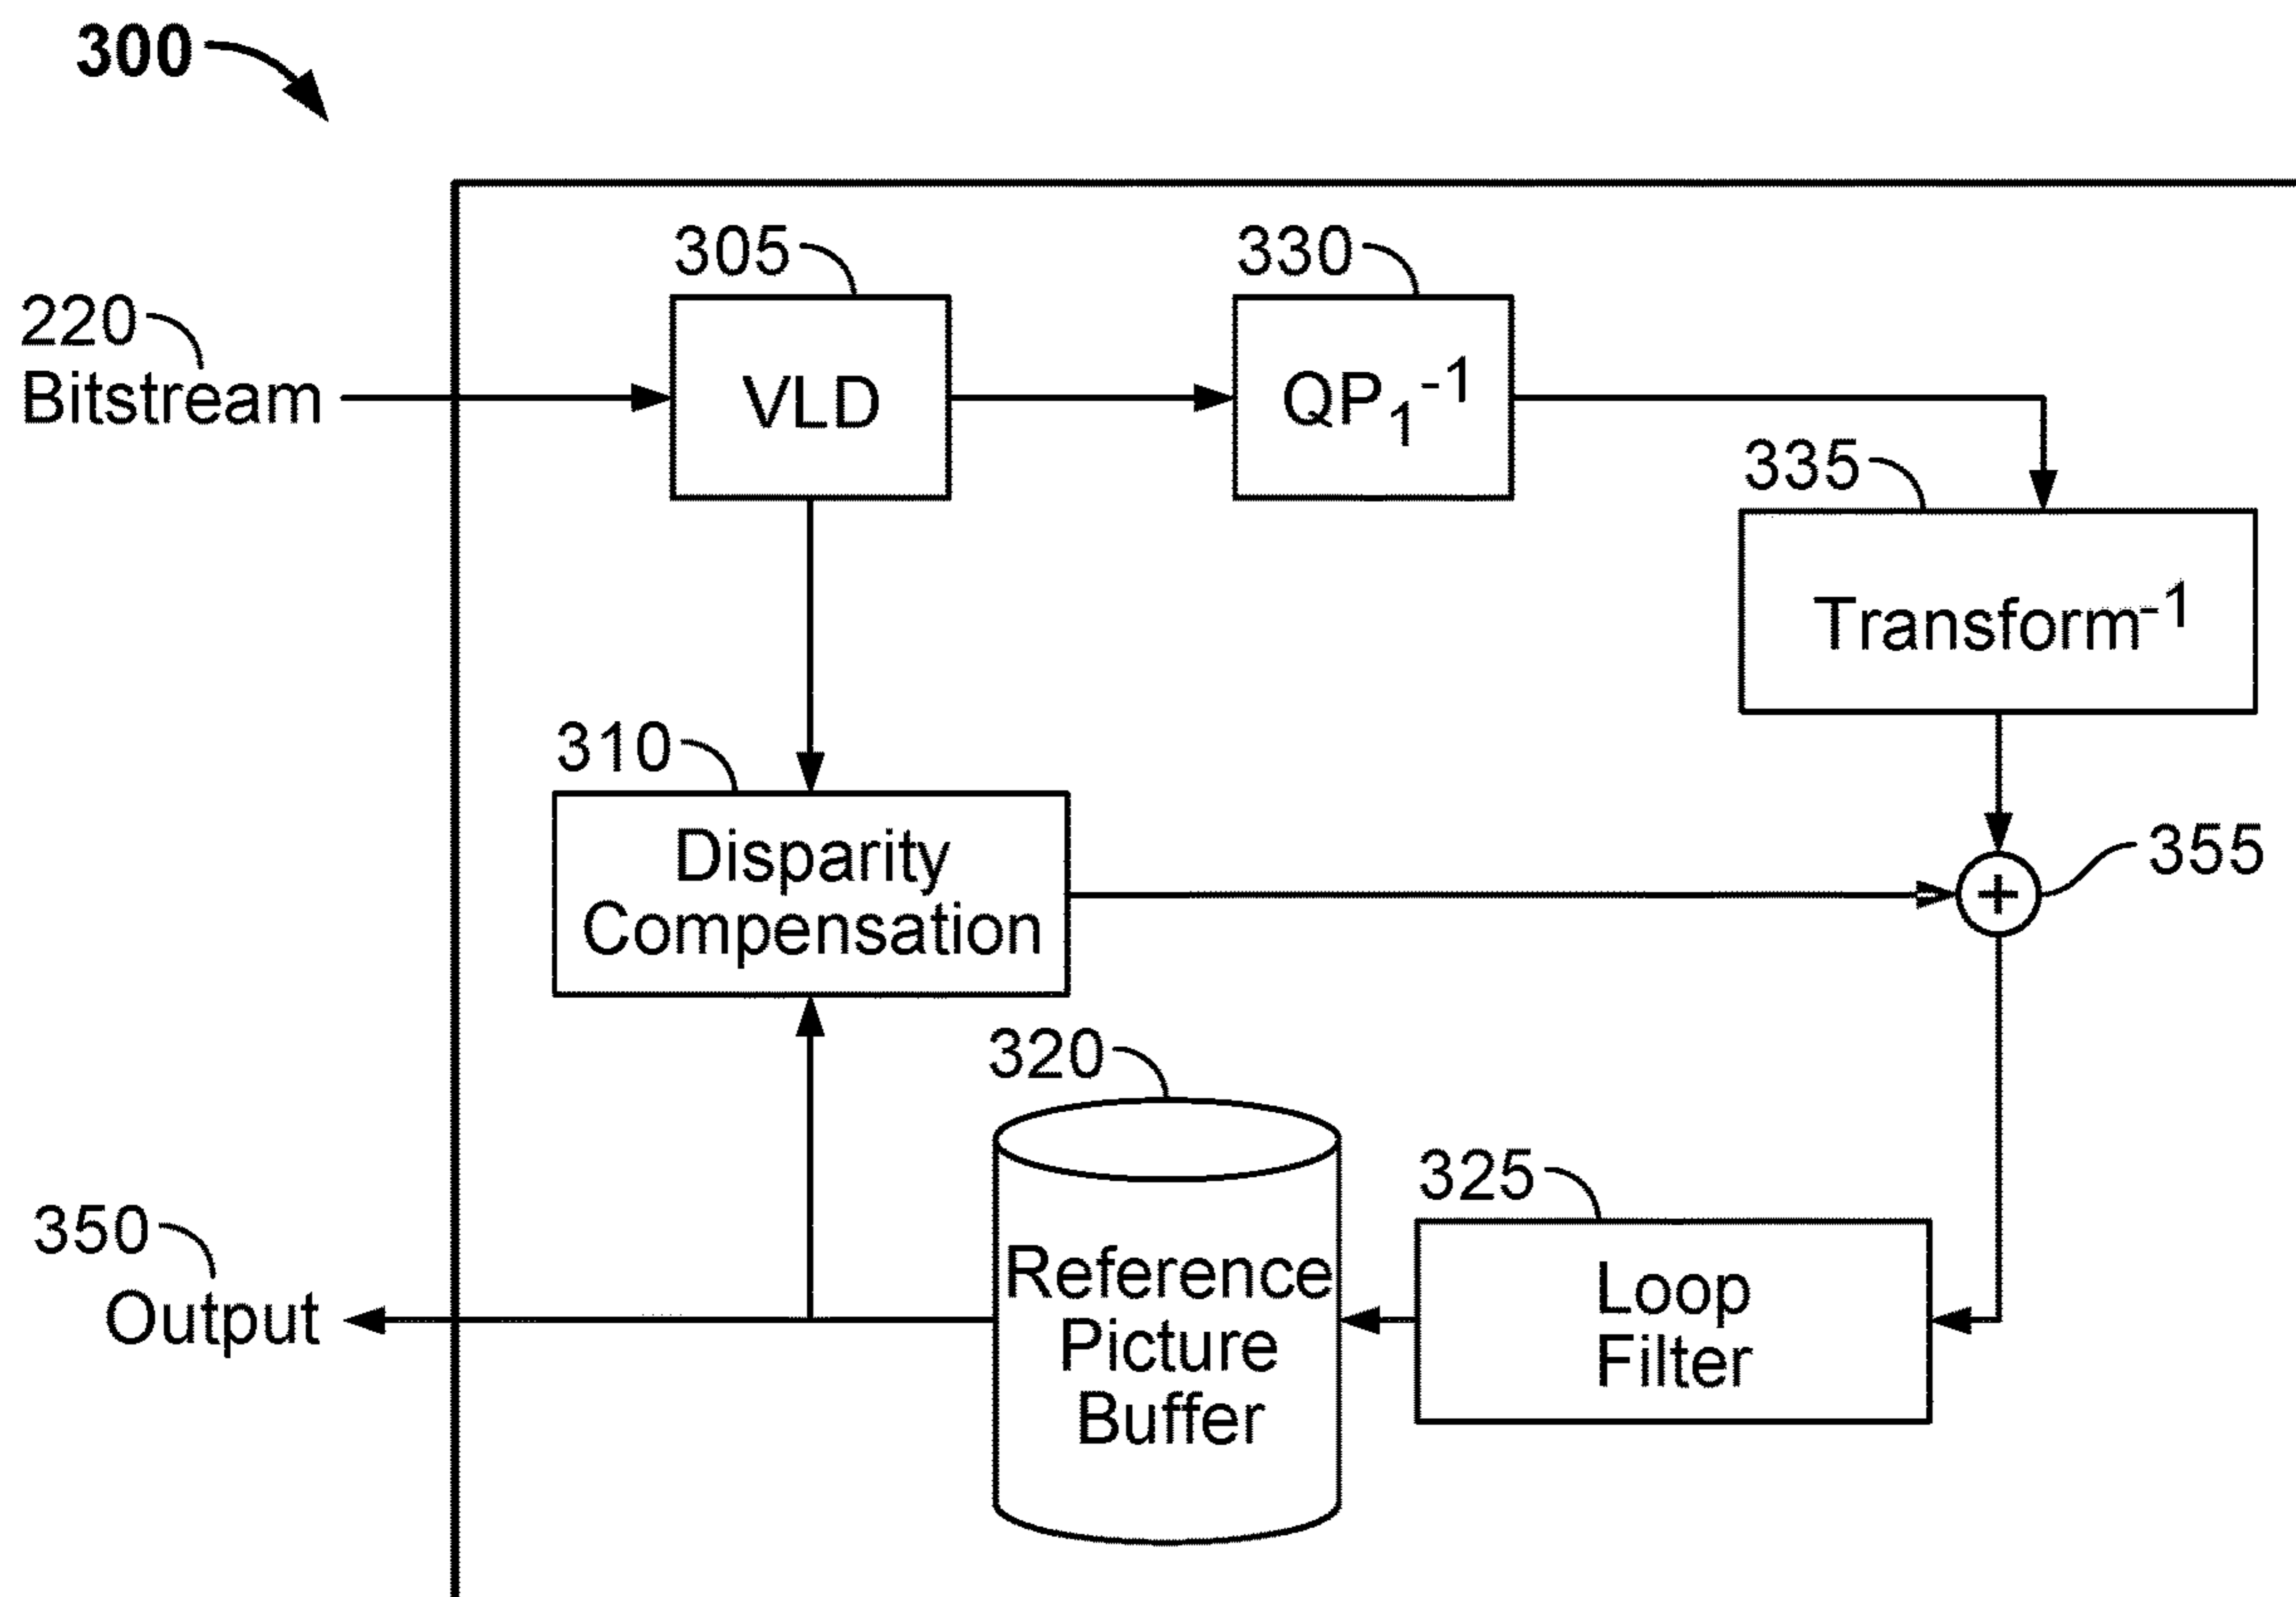 300
305
330
220
Bitstream
VLD
QP₁⁻¹
335
Transform⁻¹
310
Disparity
Compensation
+
355
320
325
350
Output
Reference
Picture
Buffer
Loop
Filter